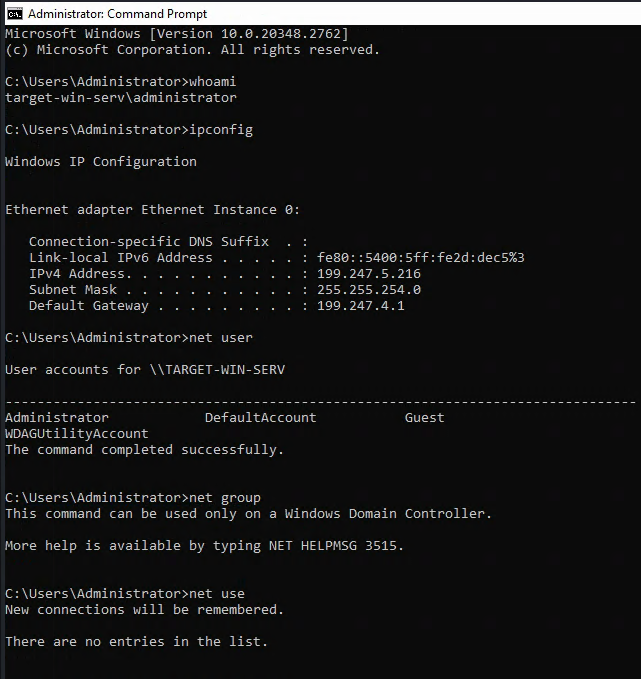 Administrator: Command Prompt
Microsoft Windows [Version 10.0.20348.2762]
(c) Microsoft Corporation. All rights reserved.
C:\Users\Administrator>whoami
target-win-serv\administrator
C:\Users\Administrator>ipconfig
Windows IP Configuration
Ethernet adapter Ethernet Instance 0:
   Connection-specific DNS Suffix  . :
   Link-local IPv6 Address . . . . . : fe80::5400:5ff:fe2d:dec5%3
   IPv4 Address. . . . . . . . . . . : 199.247.5.216
   Subnet Mask . . . . . . . . . . . : 255.255.254.0
   Default Gateway . . . . . . . . . : 199.247.4.1
C:\Users\Administrator>net user
User accounts for \\TARGET-WIN-SERV
-------------------------------------------------------------------------------
Administrator            DefaultAccount           Guest
WDAGUtilityAccount
The command completed successfully.
C:\Users\Administrator>net group
This command can be used only on a Windows Domain Controller.
More help is available by typing NET HELPMSG 3515.
C:\Users\Administrator>net use
New connections will be remembered.
There are no entries in the list.